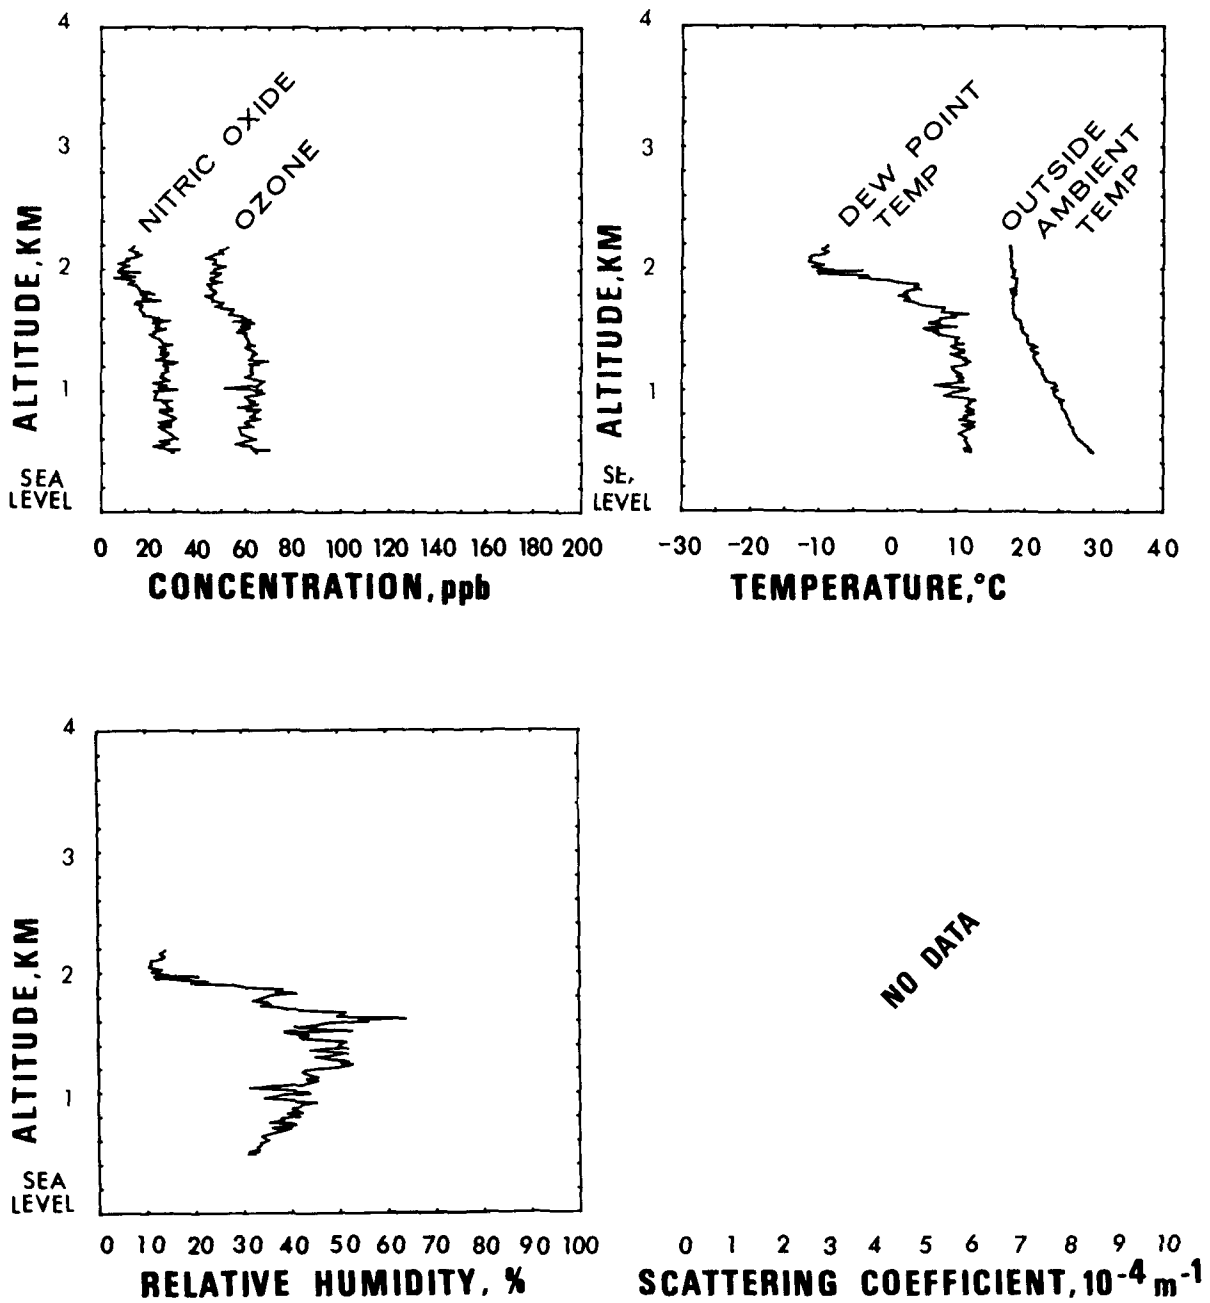 4
3
2
1
ALTITUDE, KM
SEA
LEVEL
NITRIC OXIDE
OZONE
0 20 40 60 80 100 120 140 160 180 200
CONCENTRATION, ppb
4
3
2
1
ALTITUDE, KM
LEVEL
DEW POINT
TEMP
OUTSIDE
AMBIENT
TEMP
-30 -20 -10 0 10 20 30 40
TEMPERATURE, °C
4
3
2
1
ALTITUDE, KM
SEA
LEVEL
0 10 20 30 40 50 60 70 80 90 100
RELATIVE HUMIDITY, %
NO DATA
0 1 2 3 4 5 6 7 8 9 10
SCATTERING COEFFICIENT, 10⁻⁴ m⁻¹